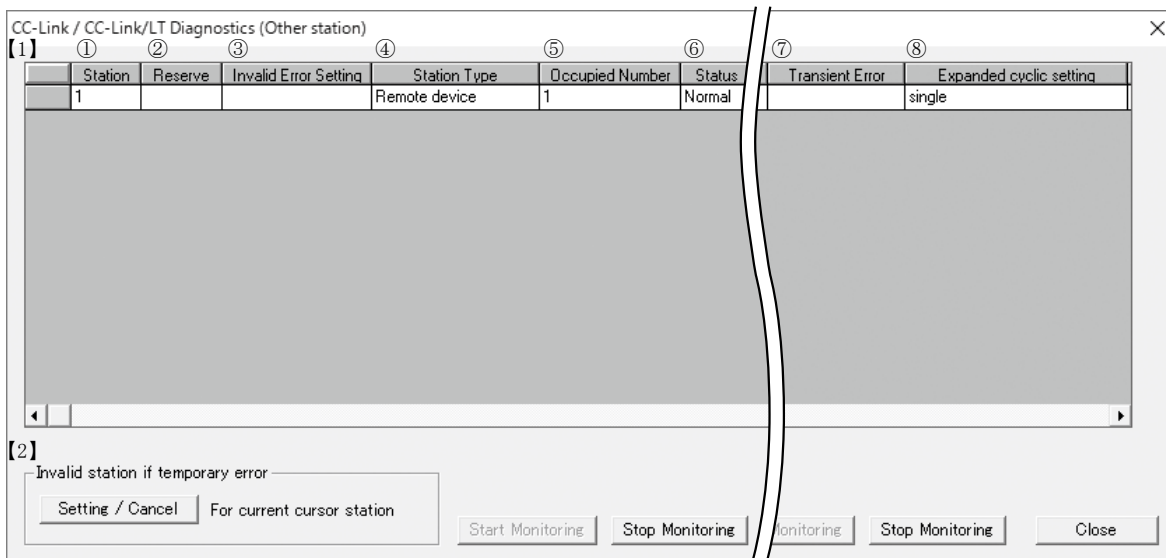 CC-Link / CC-Link/LT Diagnostics (Other station)
【1】 ① ② ③ ④ ⑤ ⑥ ⑦ ⑧
Station Reserve Invalid Error Setting Station Type Occupied Number Status Transient Error Expanded cyclic setting
1 Remote device 1 Normal single
【2】
Invalid station if temporary error
Setting / Cancel For current cursor station
Start Monitoring Stop Monitoring Monitoring Stop Monitoring Close